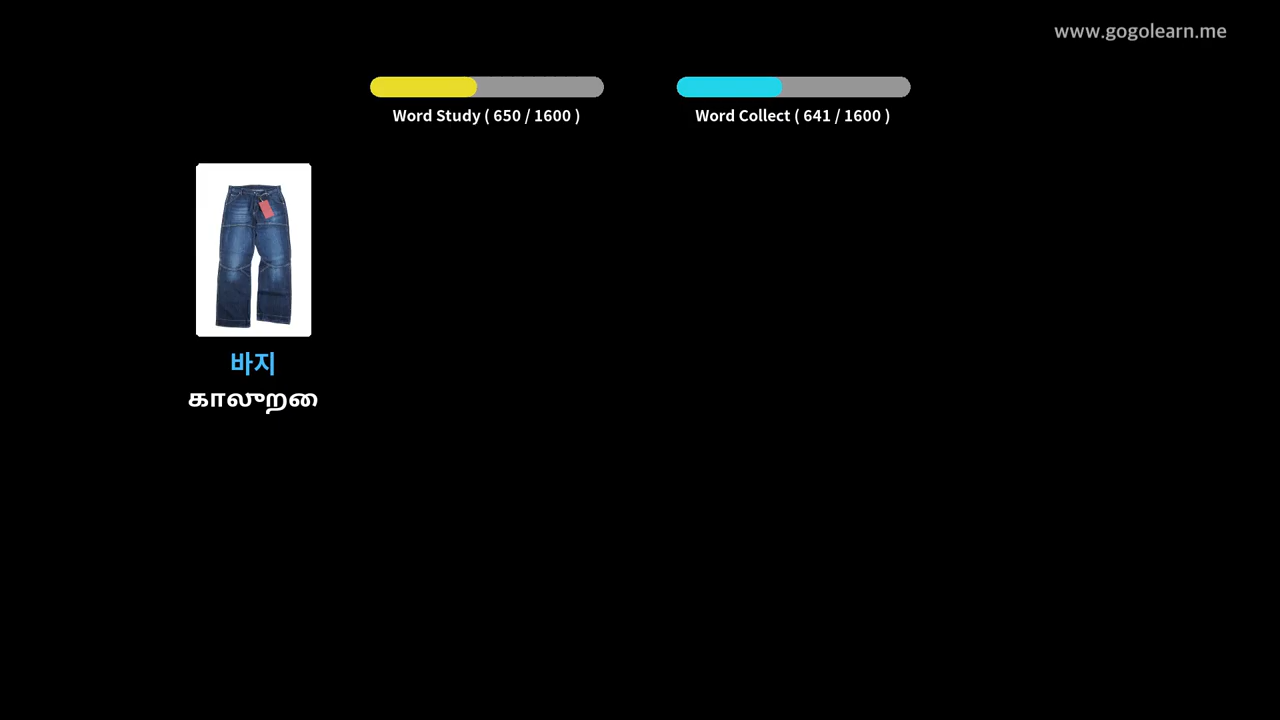 www.gogolearn.me
Word Study ( 650 / 1600 )
Word Collect ( 641 / 1600 )
바지
காலுறை